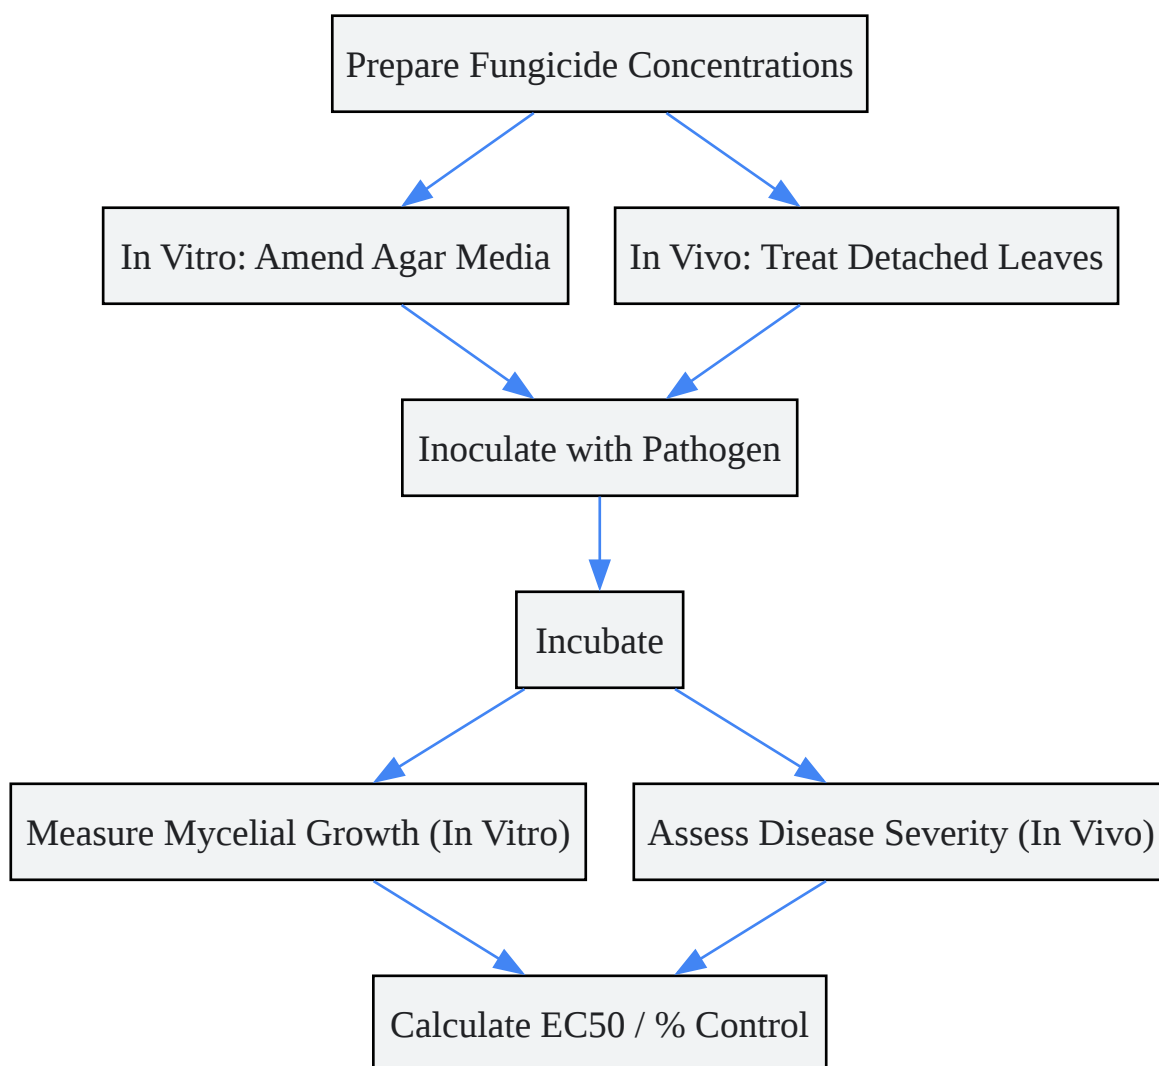 Prepare Fungicide Concentrations
In Vitro: Amend Agar Media
In Vivo: Treat Detached Leaves
Inoculate with Pathogen
Incubate
Measure Mycelial Growth (In Vitro)
Assess Disease Severity (In Vivo)
Calculate EC50 / % Control